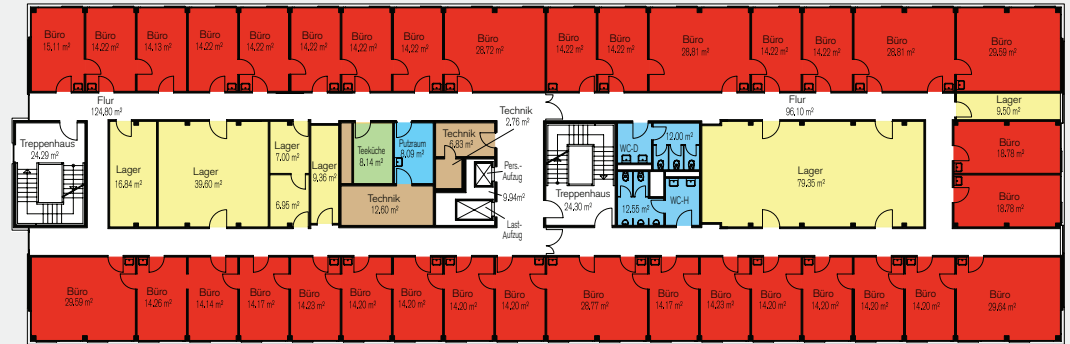 Büro
15,11 m²
Büro
14,22 m²
Büro
14,13 m²
Büro
14,22 m²
Büro
14,22 m²
Büro
14,22 m²
Büro
14,22 m²
Büro
14,22 m²
Büro
28,72 m²
Büro
14,22 m²
Büro
14,22 m²
Büro
28,81 m²
Büro
14,22 m²
Büro
14,22 m²
Büro
28,81 m²
Büro
29,59 m²
Flur
124,80 m²
Technik
2,76 m²
Flur
96,10 m²
Lager
9,50 m²
Treppenhaus
24,29 m²
Lager
16,84 m²
Lager
39,60 m²
Lager
7,00 m²
6,95 m²
Lager
9,36 m²
Teeküche
8,14 m²
Putzraum
8,09 m²
Technik
6,83 m²
Technik
12,60 m²
Pers.-
Aufzug
9,94m²
Last-
Aufzug
Treppenhaus
24,30 m²
WC-D
12,00 m²
12,55 m²
WC-H
Lager
79,35 m²
Büro
18,78 m²
Büro
18,78 m²
Büro
29,59 m²
Büro
14,26 m²
Büro
14,14 m²
Büro
14,17 m²
Büro
14,23 m²
Büro
14,20 m²
Büro
14,20 m²
Büro
14,20 m²
Büro
14,20 m²
Büro
28,77 m²
Büro
14,17 m²
Büro
14,23 m²
Büro
14,20 m²
Büro
14,20 m²
Büro
14,20 m²
Büro
14,20 m²
Büro
29,64 m²